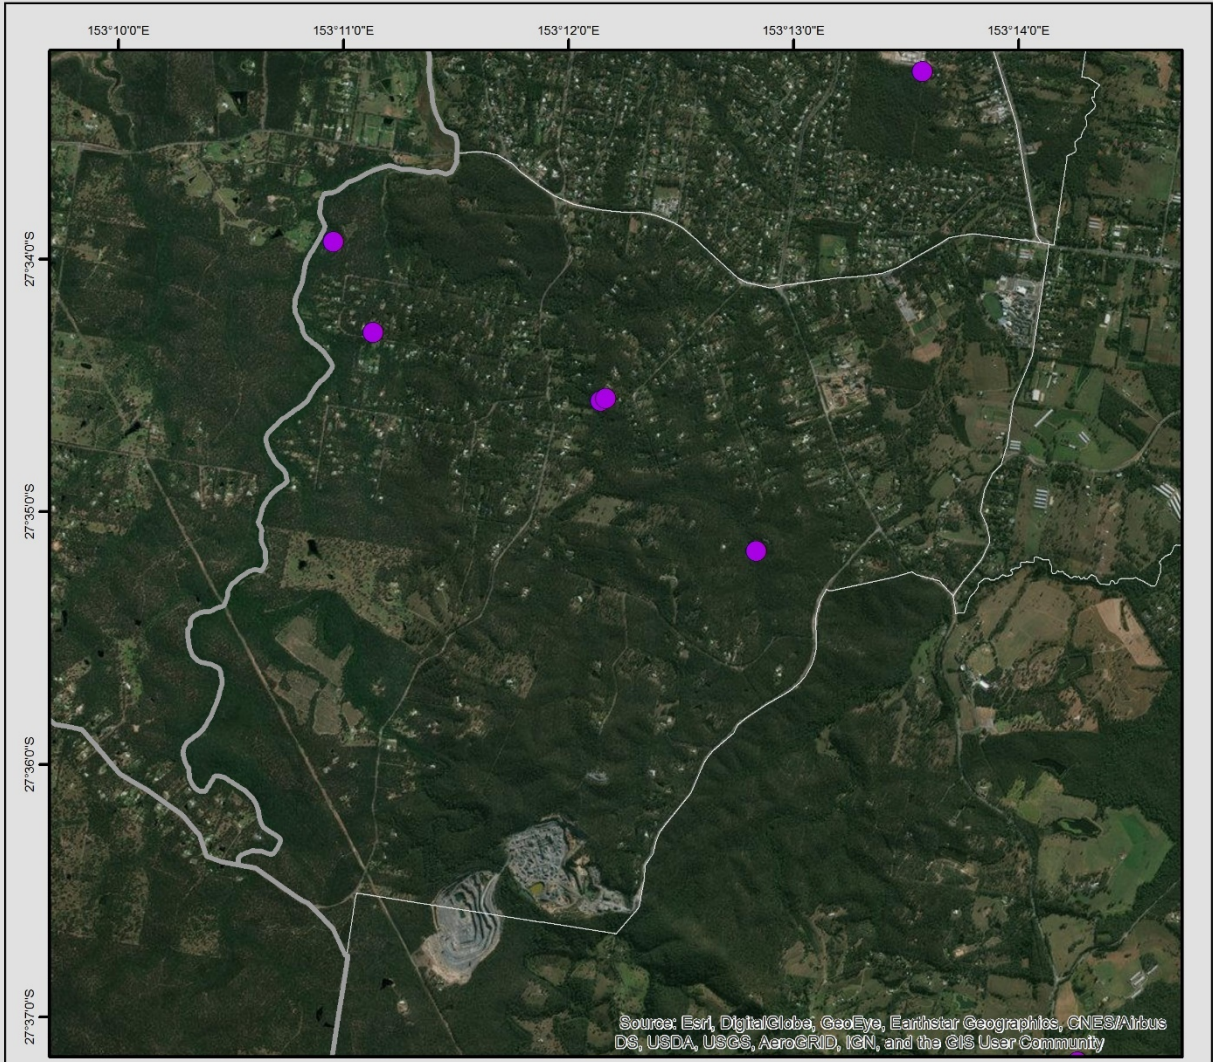 153°10'0"E
153°11'0"E
153°12'0"E
153°13'0"E
153°14'0"E
27°34'0"S
27°35'0"S
27°36'0"S
27°37'0"S
Source: Esri, DigitalGlobe, GeoEye, Earthstar Geographics, CNES/Airbus
DS, USDA, USGS, AeroGRID, IGN, and the GIS User Community